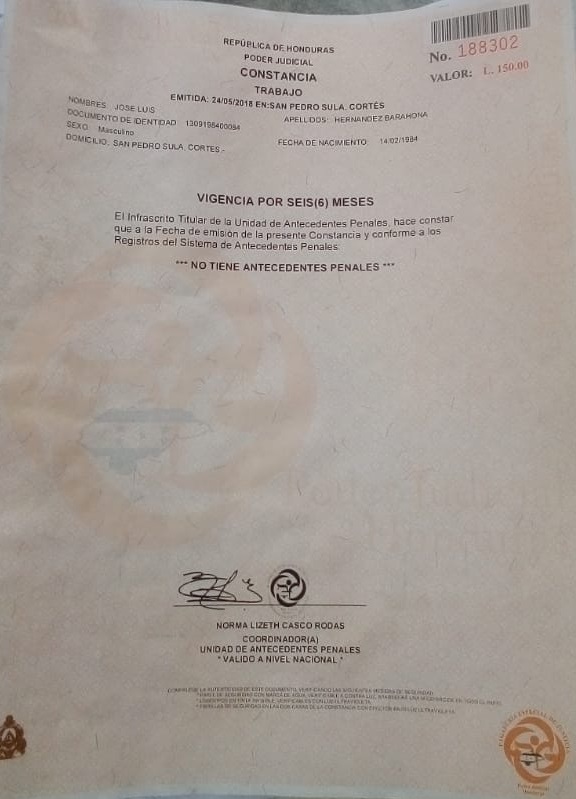 No. 188302
VALOR: L. 150.00
REPÚBLICA DE HONDURAS
PODER JUDICIAL
CONSTANCIA
TRABAJO
EMITIDA: 24/05/2018 EN:SAN PEDRO SULA, CORTÉS
NOMBRES: JOSE LUIS APELLIDOS: HERNANDEZ BARAHONA
DOCUMENTO DE IDENTIDAD:
SEXO: Masculino FECHA DE NACIMIENTO: 14/02/1984
DOMICILIO: SAN PEDRO SULA, CORTES.-
VIGENCIA POR SEIS(6) MESES
El Infrascrito Titular de la Unidad de Antecedentes Penales, hace constar
que a la Fecha de emisión de la presente Constancia y conforme a los
Registros del Sistema de Antecedentes Penales:
*** NO TIENE ANTECEDENTES PENALES ***
NORMA LIZETH CASCO RODAS
COORDINADOR(A)
UNIDAD DE ANTECEDENTES PENALES
"VALIDO A NIVEL NACIONAL"